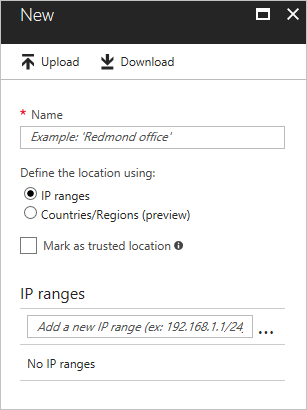 New
Upload Download
* Name
Example: 'Redmond office'
Define the location using:
IP ranges
Countries/Regions (preview)
Mark as trusted location
IP ranges
Add a new IP range (ex: 192.168.1.1/24
...
No IP ranges